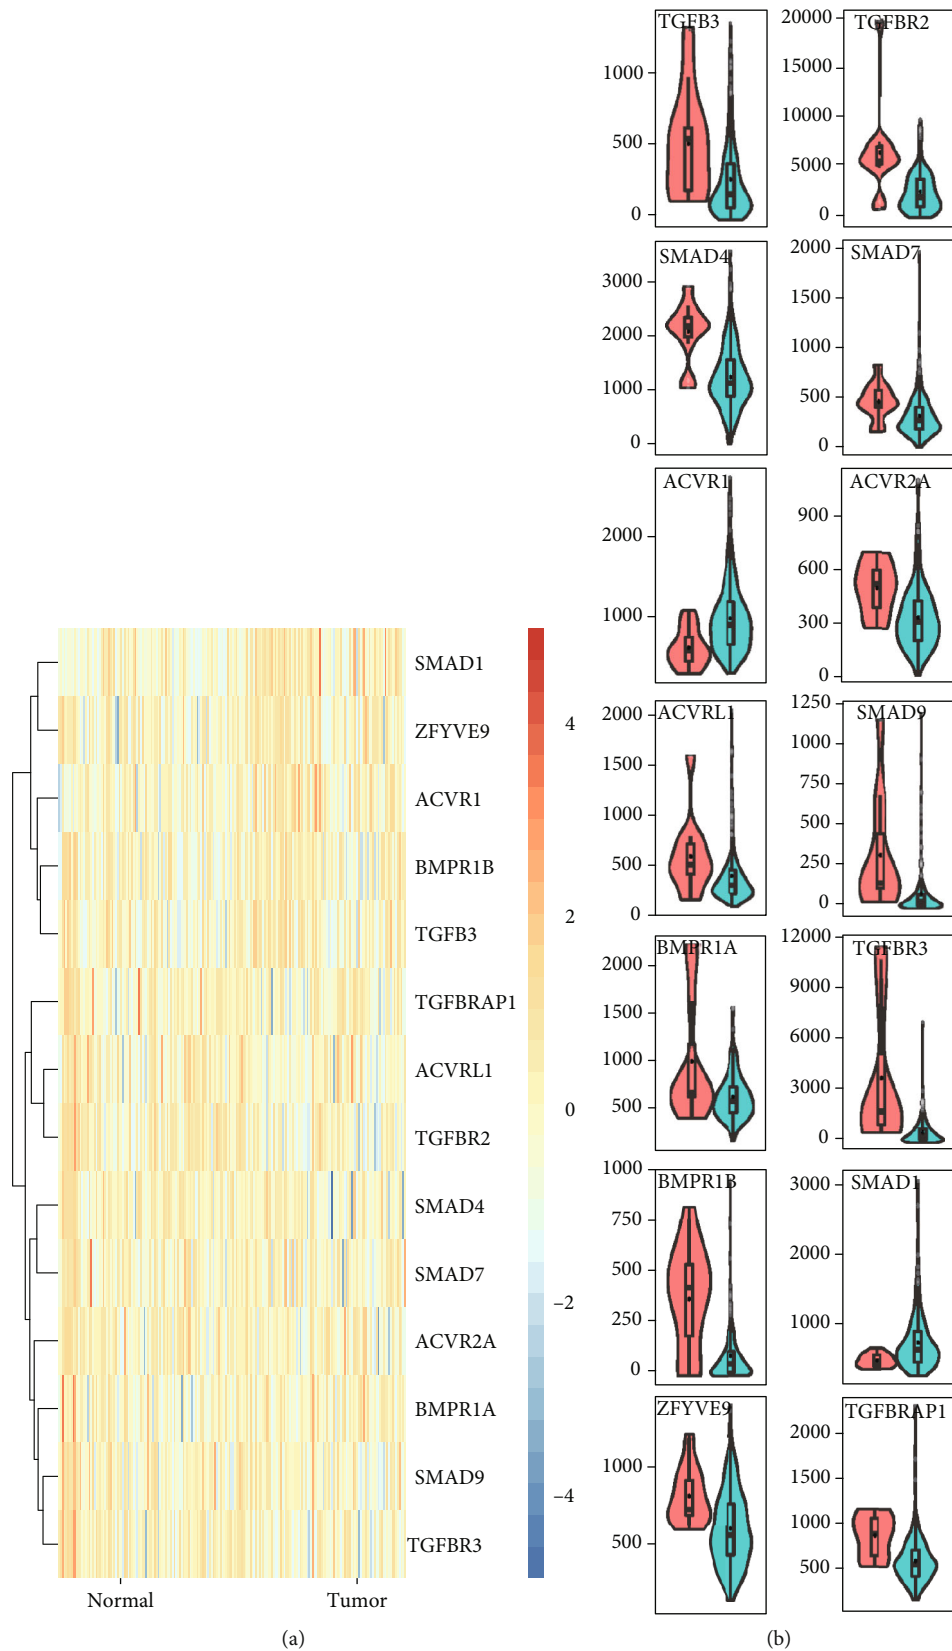 SMAD1
ZFYVE9
ACVR1
BMPR1B
TGFB3
TGFBRAP1
ACVRL1
TGFBR2
SMAD4
SMAD7
ACVR2A
BMPR1A
SMAD9
TGFBR3
Normal Tumor
4
2
0
−2
−4
(a)
TGFB3
1000
500
0
TGFBR2
20000
15000
10000
5000
0
SMAD4
3000
2000
1000
0
SMAD7
2000
1500
1000
500
0
ACVR1
2000
1000
ACVR2A
900
600
300
0
ACVRL1
2000
1500
1000
500
0
SMAD9
1250
1000
750
500
250
0
BMPR1A
2000
1500
1000
500
TGFBR3
12000
9000
6000
3000
0
BMPR1B
1000
750
500
250
0
SMAD1
3000
2000
1000
ZFYVE9
1000
500
TGFBRAP1
2000
1500
1000
500
(b)